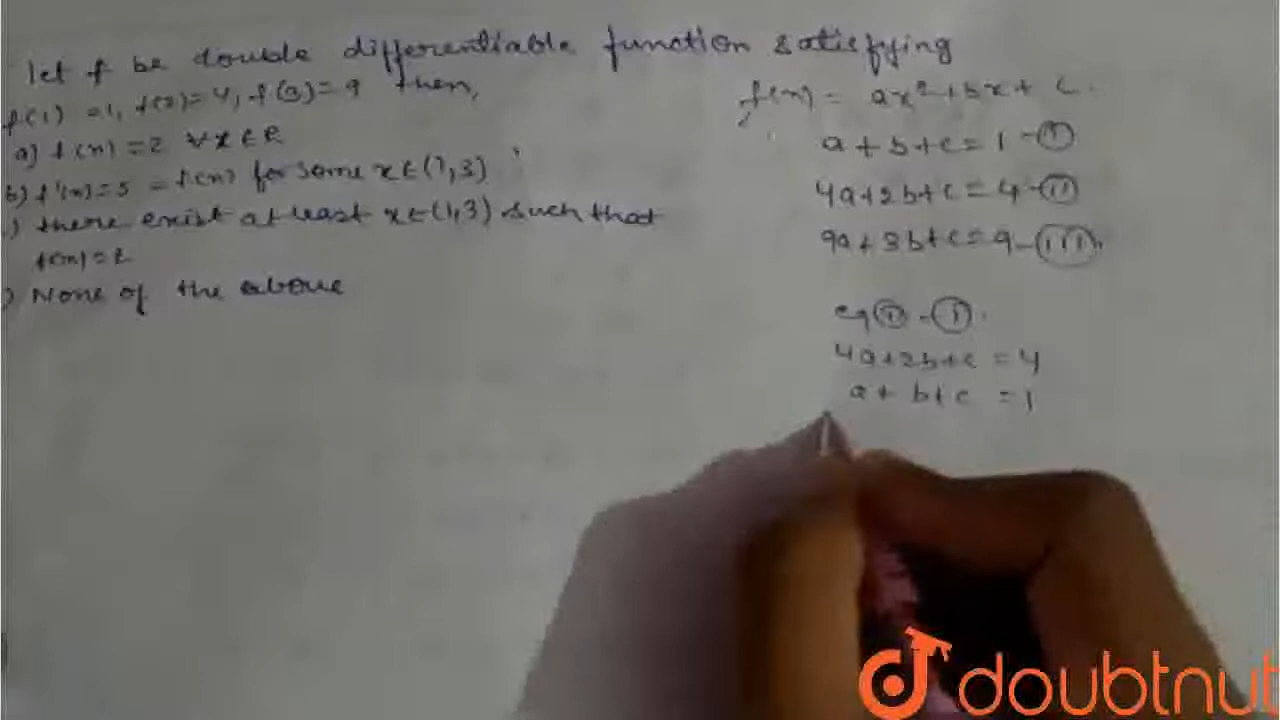 let f be double differentiable function satisfying
f(1) =1, f(2)=4, f(3)=9 then,
a) f(n) =2 ∀x∈R
b) f'(n)=5 =f(n) for some x∈(1,3)
) there exist at least x∈(1,3) such that
f(n)=2
) None of the above
f(n) = ax²+bx+ c.
a+b+c=1-(i)
4a+2b+c=4-(ii)
9a+3b+c=9-(iii).
eq(ii)-(i).
4a+2b+c =4
a+ b+c =1
doubtnut